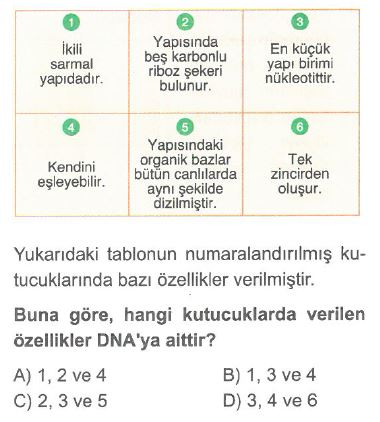 1
İkili
sarmal
yapıdadır.
2
Yapısında
beş karbonlu
riboz şekeri
bulunur.
3
En küçük
yapı birimi
nükleotittir.
4
Kendini
eşleyebilir.
5
Yapısındaki
organik bazlar
bütün canlılarda
aynı şekilde
dizilmiştir.
6
Tek
zincirden
oluşur.
Yukarıdaki tablonun numaralandırılmış ku-
tucuklarında bazı özellikler verilmiştir.
Buna göre, hangi kutucuklarda verilen
özellikler DNA'ya aittir?
A) 1, 2 ve 4 B) 1, 3 ve 4
C) 2, 3 ve 5 D) 3, 4 ve 6